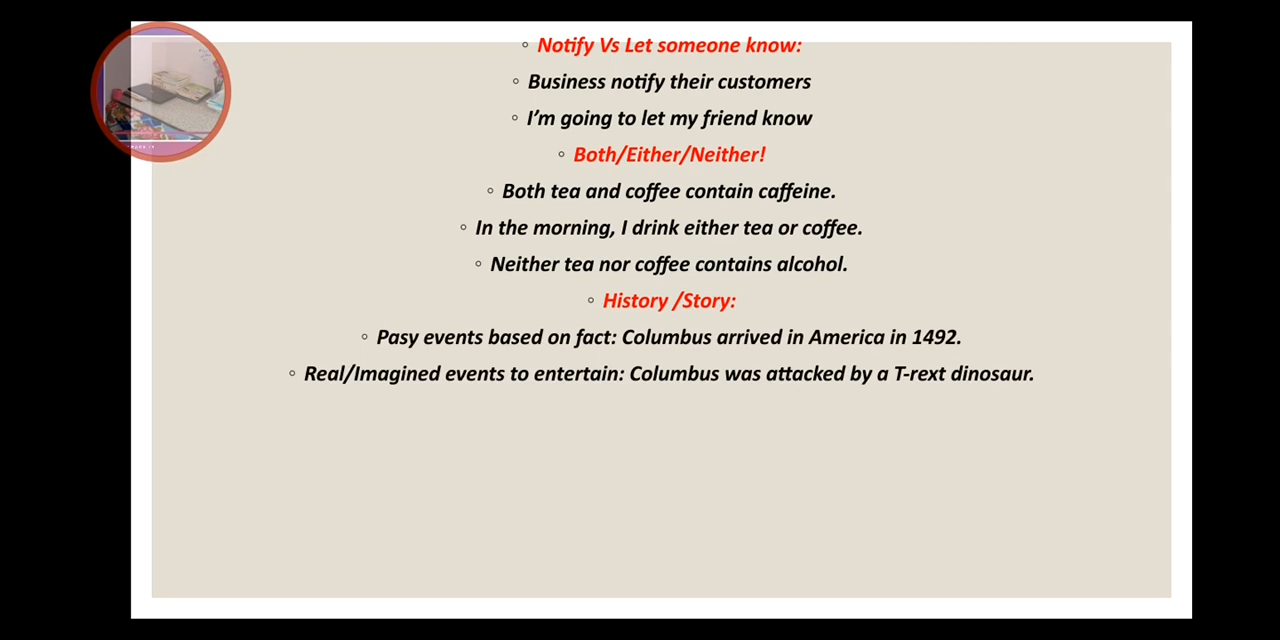 Notify Vs Let someone know:
Business notify their customers
I'm going to let my friend know
Both/Either/Neither!
Both tea and coffee contain caffeine.
In the morning, I drink either tea or coffee.
Neither tea nor coffee contains alcohol.
History /Story:
Pasy events based on fact: Columbus arrived in America in 1492.
Real/Imagined events to entertain: Columbus was attacked by a T-rext dinosaur.